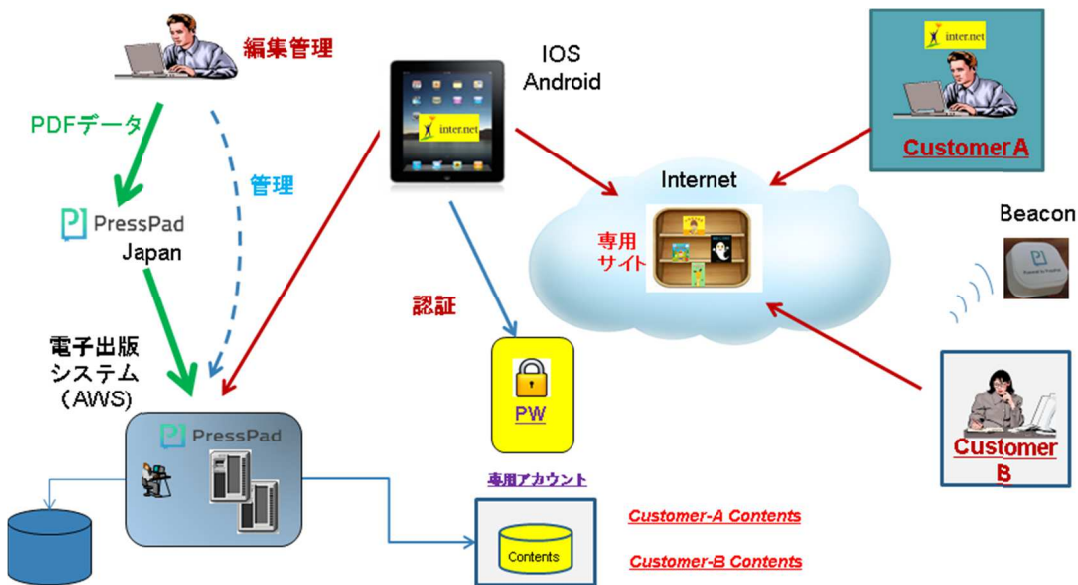 編集管理
IOS
Android
inter.net
inter.net
Customer A
PDFデータ
管理
Internet
Beacon
PressPad
Japan
専用
サイト
認証
電子出版
システム
(AWS)
PressPad
PW
Customer
B
専用アカウント
Contents
Customer-A Contents
Customer-B Contents